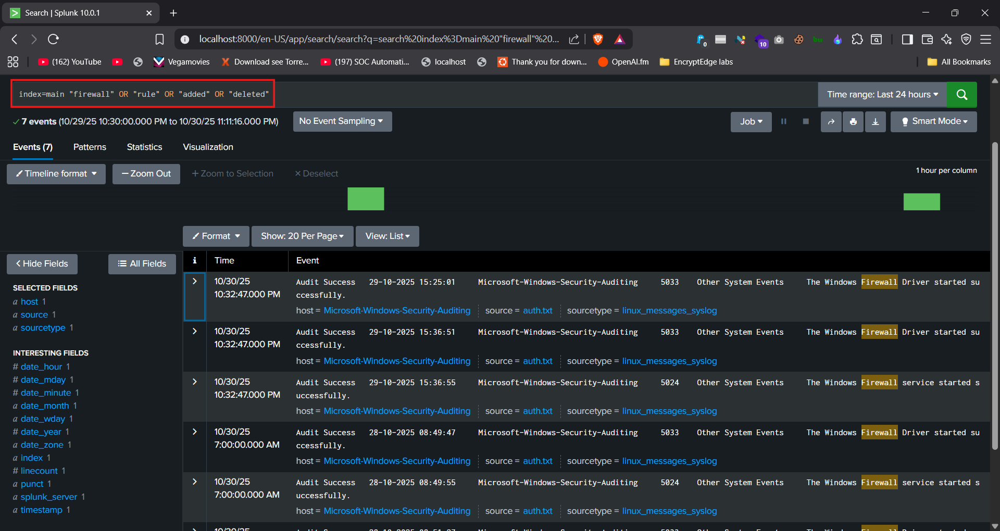 Search | Splunk 10.0.1
localhost:8000/en-US/app/search/search?q=search%20index%3Dmain%20"firewall"%20...
0
10
(162) YouTube
Vegamovies
Download see Torre...
(197) SOC Automati...
localhost
Thank you for down...
OpenAI.fm
EncryptEdge labs
All Bookmarks
index=main "firewall" OR "rule" OR "added" OR "deleted"
Time range: Last 24 hours
7 events (10/29/25 10:30:00.000 PM to 10/30/25 11:11:16.000 PM)
No Event Sampling
Job
Smart Mode
Events (7)
Patterns
Statistics
Visualization
Timeline format
— Zoom Out
+ Zoom to Selection
× Deselect
1 hour per column
Format
Show: 20 Per Page
View: List
< Hide Fields
All Fields
i
Time
Event
SELECTED FIELDS
a host 1
a source 1
a sourcetype 1
INTERESTING FIELDS
# date_hour 1
# date_mday 1
# date_minute 1
a date_month 1
a date_wday 1
# date_year 1
a date_zone 1
a index 1
# linecount 1
a punct 1
a splunk_server 1
a timestamp 1
10/30/25
10:32:47.000 PM
Audit Success 29-10-2025 15:25:01 Microsoft-Windows-Security-Auditing 5033 Other System Events The Windows Firewall Driver started su
ccessfully.
host = Microsoft-Windows-Security-Auditing source = auth.txt sourcetype = linux_messages_syslog
10/30/25
10:32:47.000 PM
Audit Success 29-10-2025 15:36:51 Microsoft-Windows-Security-Auditing 5033 Other System Events The Windows Firewall Driver started su
ccessfully.
host = Microsoft-Windows-Security-Auditing source = auth.txt sourcetype = linux_messages_syslog
10/30/25
10:32:47.000 PM
Audit Success 29-10-2025 15:36:55 Microsoft-Windows-Security-Auditing 5024 Other System Events The Windows Firewall service started s
uccessfully.
host = Microsoft-Windows-Security-Auditing source = auth.txt sourcetype = linux_messages_syslog
10/30/25
7:00:00.000 AM
Audit Success 28-10-2025 08:49:47 Microsoft-Windows-Security-Auditing 5033 Other System Events The Windows Firewall Driver started su
ccessfully.
host = Microsoft-Windows-Security-Auditing source = auth.txt sourcetype = linux_messages_syslog
10/30/25
7:00:00.000 AM
Audit Success 28-10-2025 08:49:55 Microsoft-Windows-Security-Auditing 5024 Other System Events The Windows Firewall service started s
uccessfully.
host = Microsoft-Windows-Security-Auditing source = auth.txt sourcetype = linux_messages_syslog